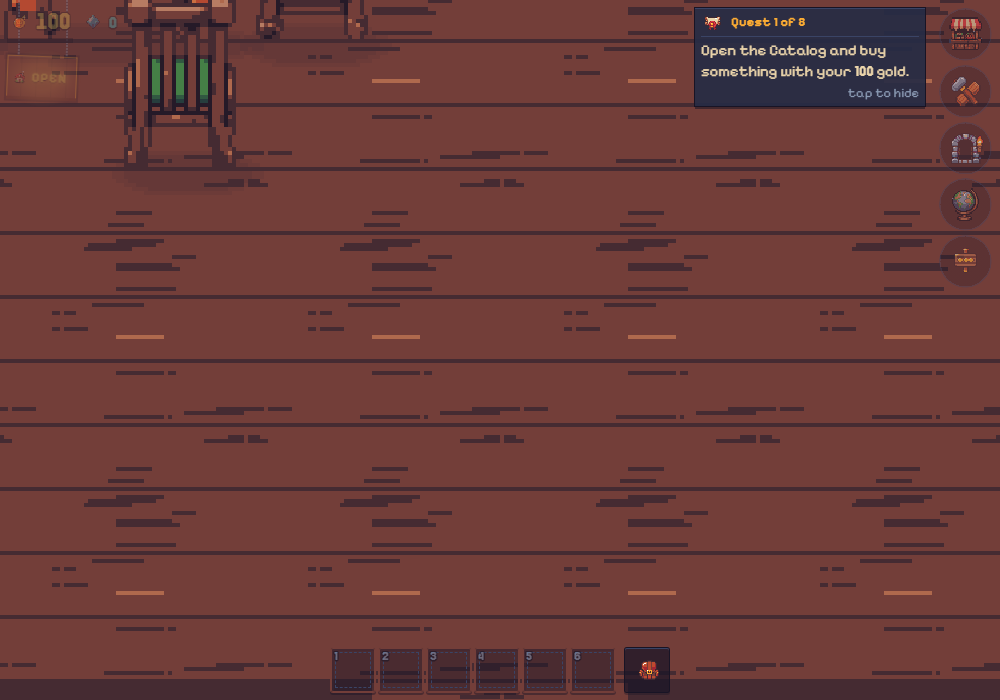 100
0
OPEN
Quest 1 of 8
Open the Catalog and buy
something with your 100 gold.
tap to hide
1
2
3
4
5
6